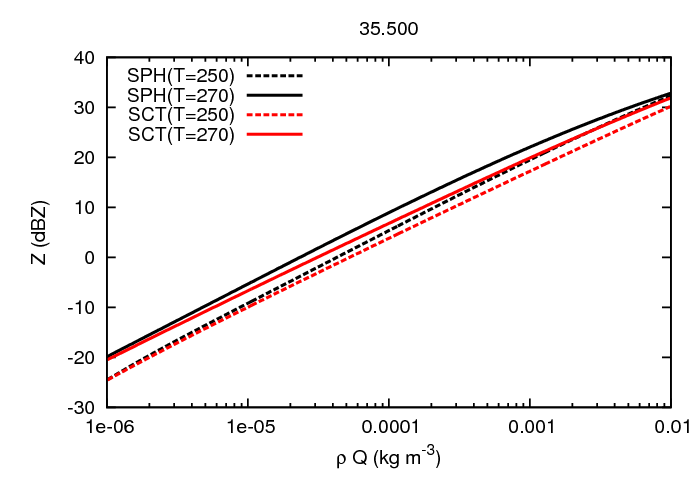 35.500
40
30
20
10
0
-10
-20
-30
Z (dBZ)
SPH(T=250)
SPH(T=270)
SCT(T=250)
SCT(T=270)
1e-06 1e-05 0.0001 0.001 0.01
ρ Q (kg m-3)